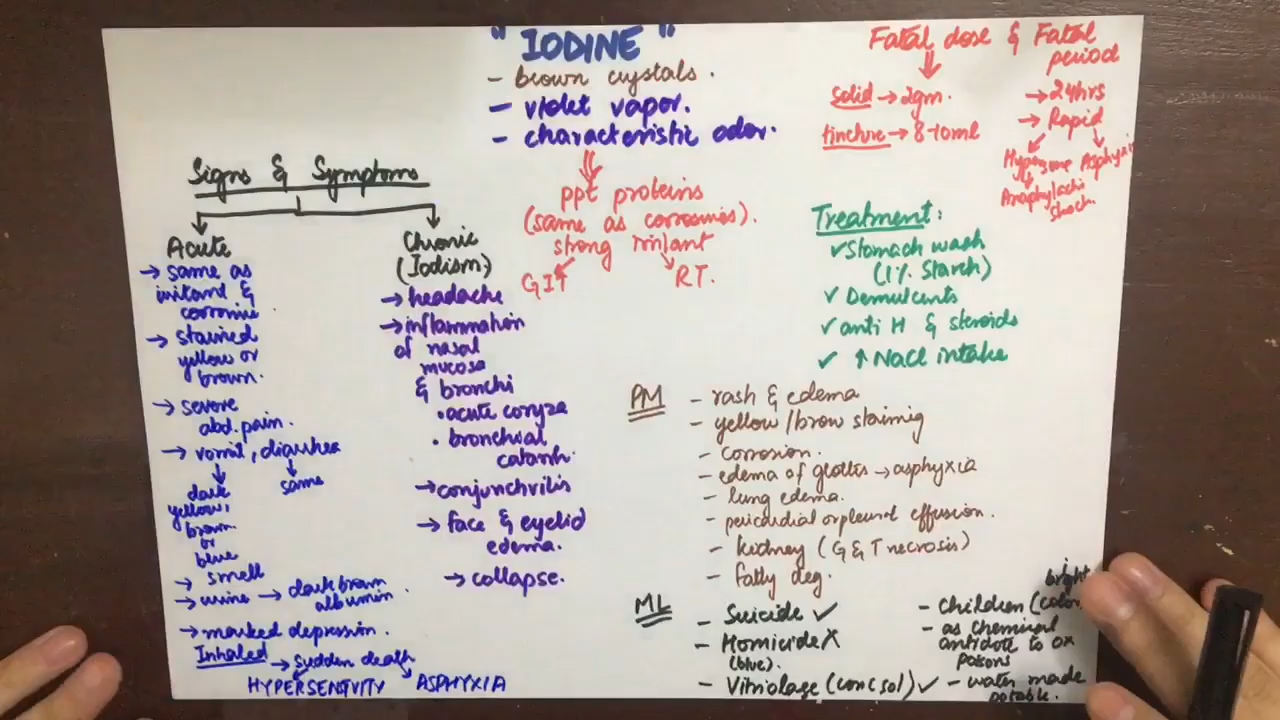 " IODINE "
- brown crystals.
- violet vapor.
- characteristic odor.
ppt proteins
(same as corrosives).
strong irritant
GIT
RT.
Fatal dose & Fatal
period
solid → 2gm.
tincture → 8-10ml
→ 24hrs
→ Rapid
Asphyxia
Anaphylactic
shock
Signs & Symptoms
Acute
→ same as
irritant &
corrosive
→ stained
yellow or
brown.
→ severe
abd. pain.
→ vomit, diarrhea
dark
yellow,
brown
or
blue
same
→ smell
→ urine → dark brown
albumin
→ marked depression.
Inhaled → sudden death
HYPERSENTVITY
ASPHYXIA
Chronic
(Iodism)
→ headache
→ inflammation
of nasal
mucosa
& bronchi
• acute coryza
• bronchial
catarrh.
→ conjunctivitis
→ face & eyelid
edema.
→ collapse.
Treatment:
✓ Stomach wash
(1% starch)
✓ Demulcents
✓ anti H & steroids
✓ ↑ NaCl intake
PM
- rash & edema
- yellow/brow staining
- corrosion.
- edema of glottis → asphyxia
- lung edema.
- pericardial or pleural effusion.
- kidney (G & T necrosis)
- fatty deg.
ML
- Suicide ✓
- Homicide X
(blue).
- Vitriolage (conc sol) ✓
bright
- children (color
- as chemical
antidote to ox
poisons
- water made
potable.